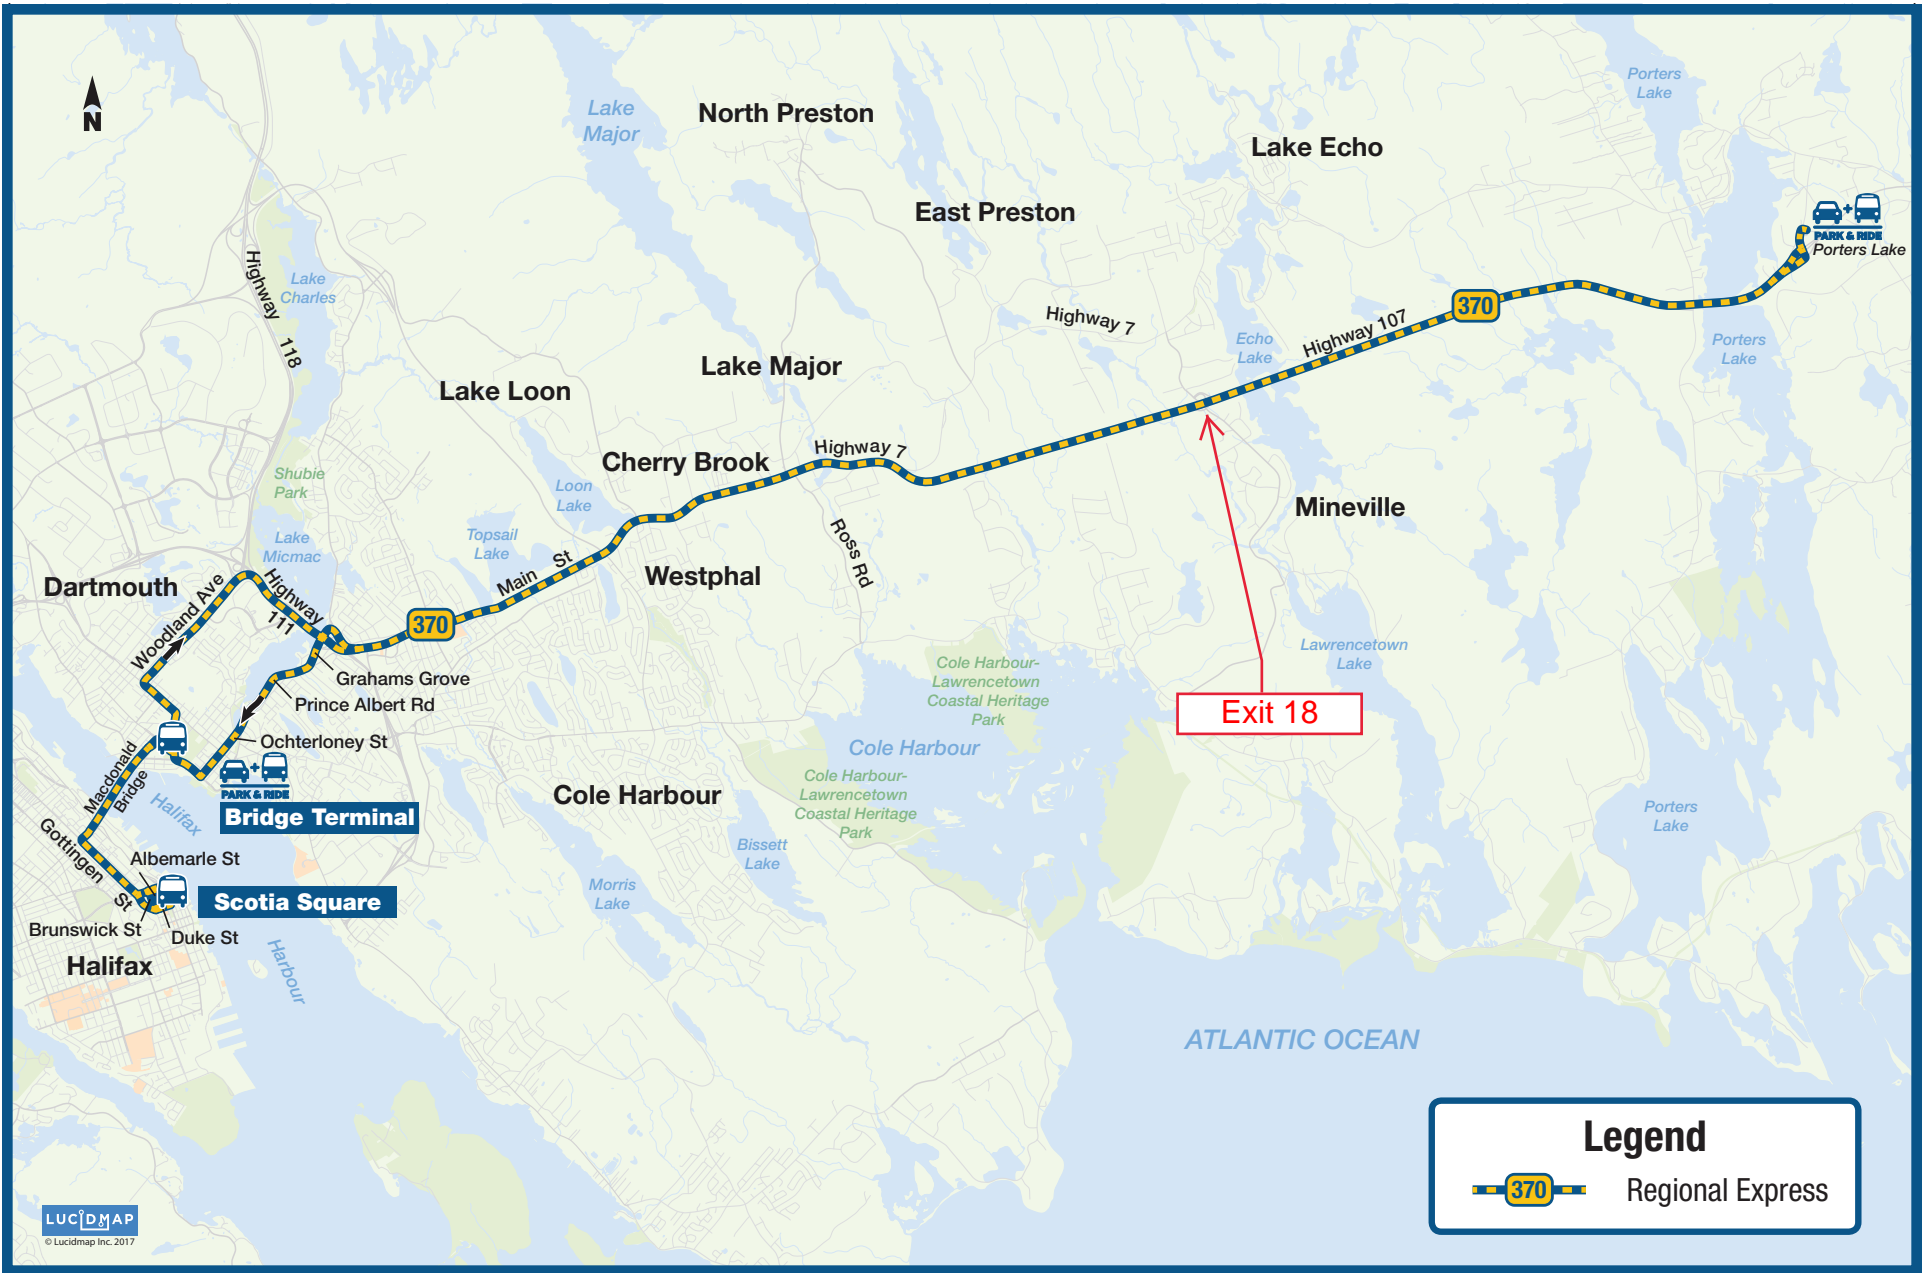 N
Lake
Major
North Preston
Lake Echo
Porters
Lake
East Preston
PARK & RIDE
Porters Lake
Highway
118
Lake
Charles
Highway 7
370
Highway 107
Echo
Lake
Porters
Lake
Lake Major
Lake Loon
Highway 7
Cherry Brook
Shubie
Park
Loon
Lake
Mineville
Ross Rd
Topsail
Lake
Lake
Micmac
Main St
Westphal
Dartmouth
Woodland Ave
Highway
111
370
Grahams Grove
Prince Albert Rd
Ochterloney St
Lawrencetown
Lake
Cole Harbour-
Lawrencetown
Coastal Heritage
Park
Exit 18
Cole Harbour
Cole Harbour-
Lawrencetown
Coastal Heritage
Park
Macdonald
Bridge
PARK & RIDE
Bridge Terminal
Halifax
Harbour
Cole Harbour
Porters
Lake
Bissett
Lake
Gottingen St
Albemarle St
Scotia Square
Morris
Lake
Brunswick St
Duke St
Halifax
ATLANTIC OCEAN
Legend
370 Regional Express
LUCIDMAP
© Lucidmap Inc. 2017